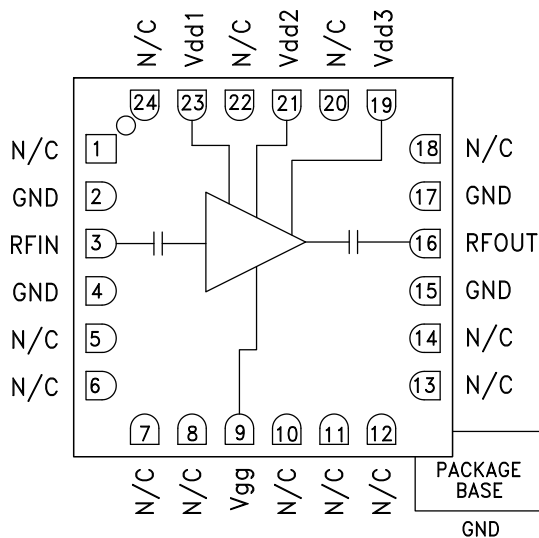 N/C
Vdd1
N/C
Vdd2
N/C
Vdd3
24
23
22
21
20
19
N/C 1
GND 2
RFIN 3
GND 4
N/C 5
N/C 6
18 N/C
17 GND
16 RFOUT
15 GND
14 N/C
13 N/C
7
8
9
10
11
12
N/C
N/C
Vgg
N/C
N/C
N/C
PACKAGE
BASE
GND